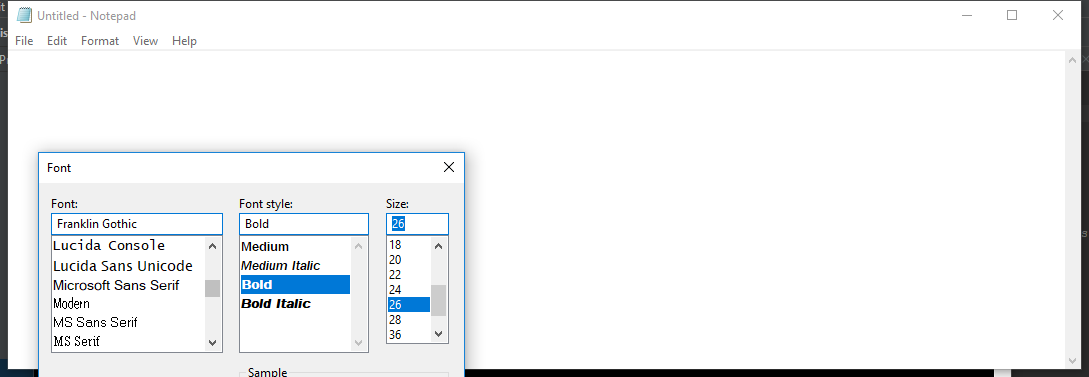 Untitled - Notepad
File Edit Format View Help
Font
Font: Font style: Size:
Franklin Gothic Bold 26
Lucida Console Medium 18
Lucida Sans Unicode Medium Italic 20
Microsoft Sans Serif Bold 22
Modern Bold Italic 24
MS Sans Serif 26
MS Serif 28
36
Sample